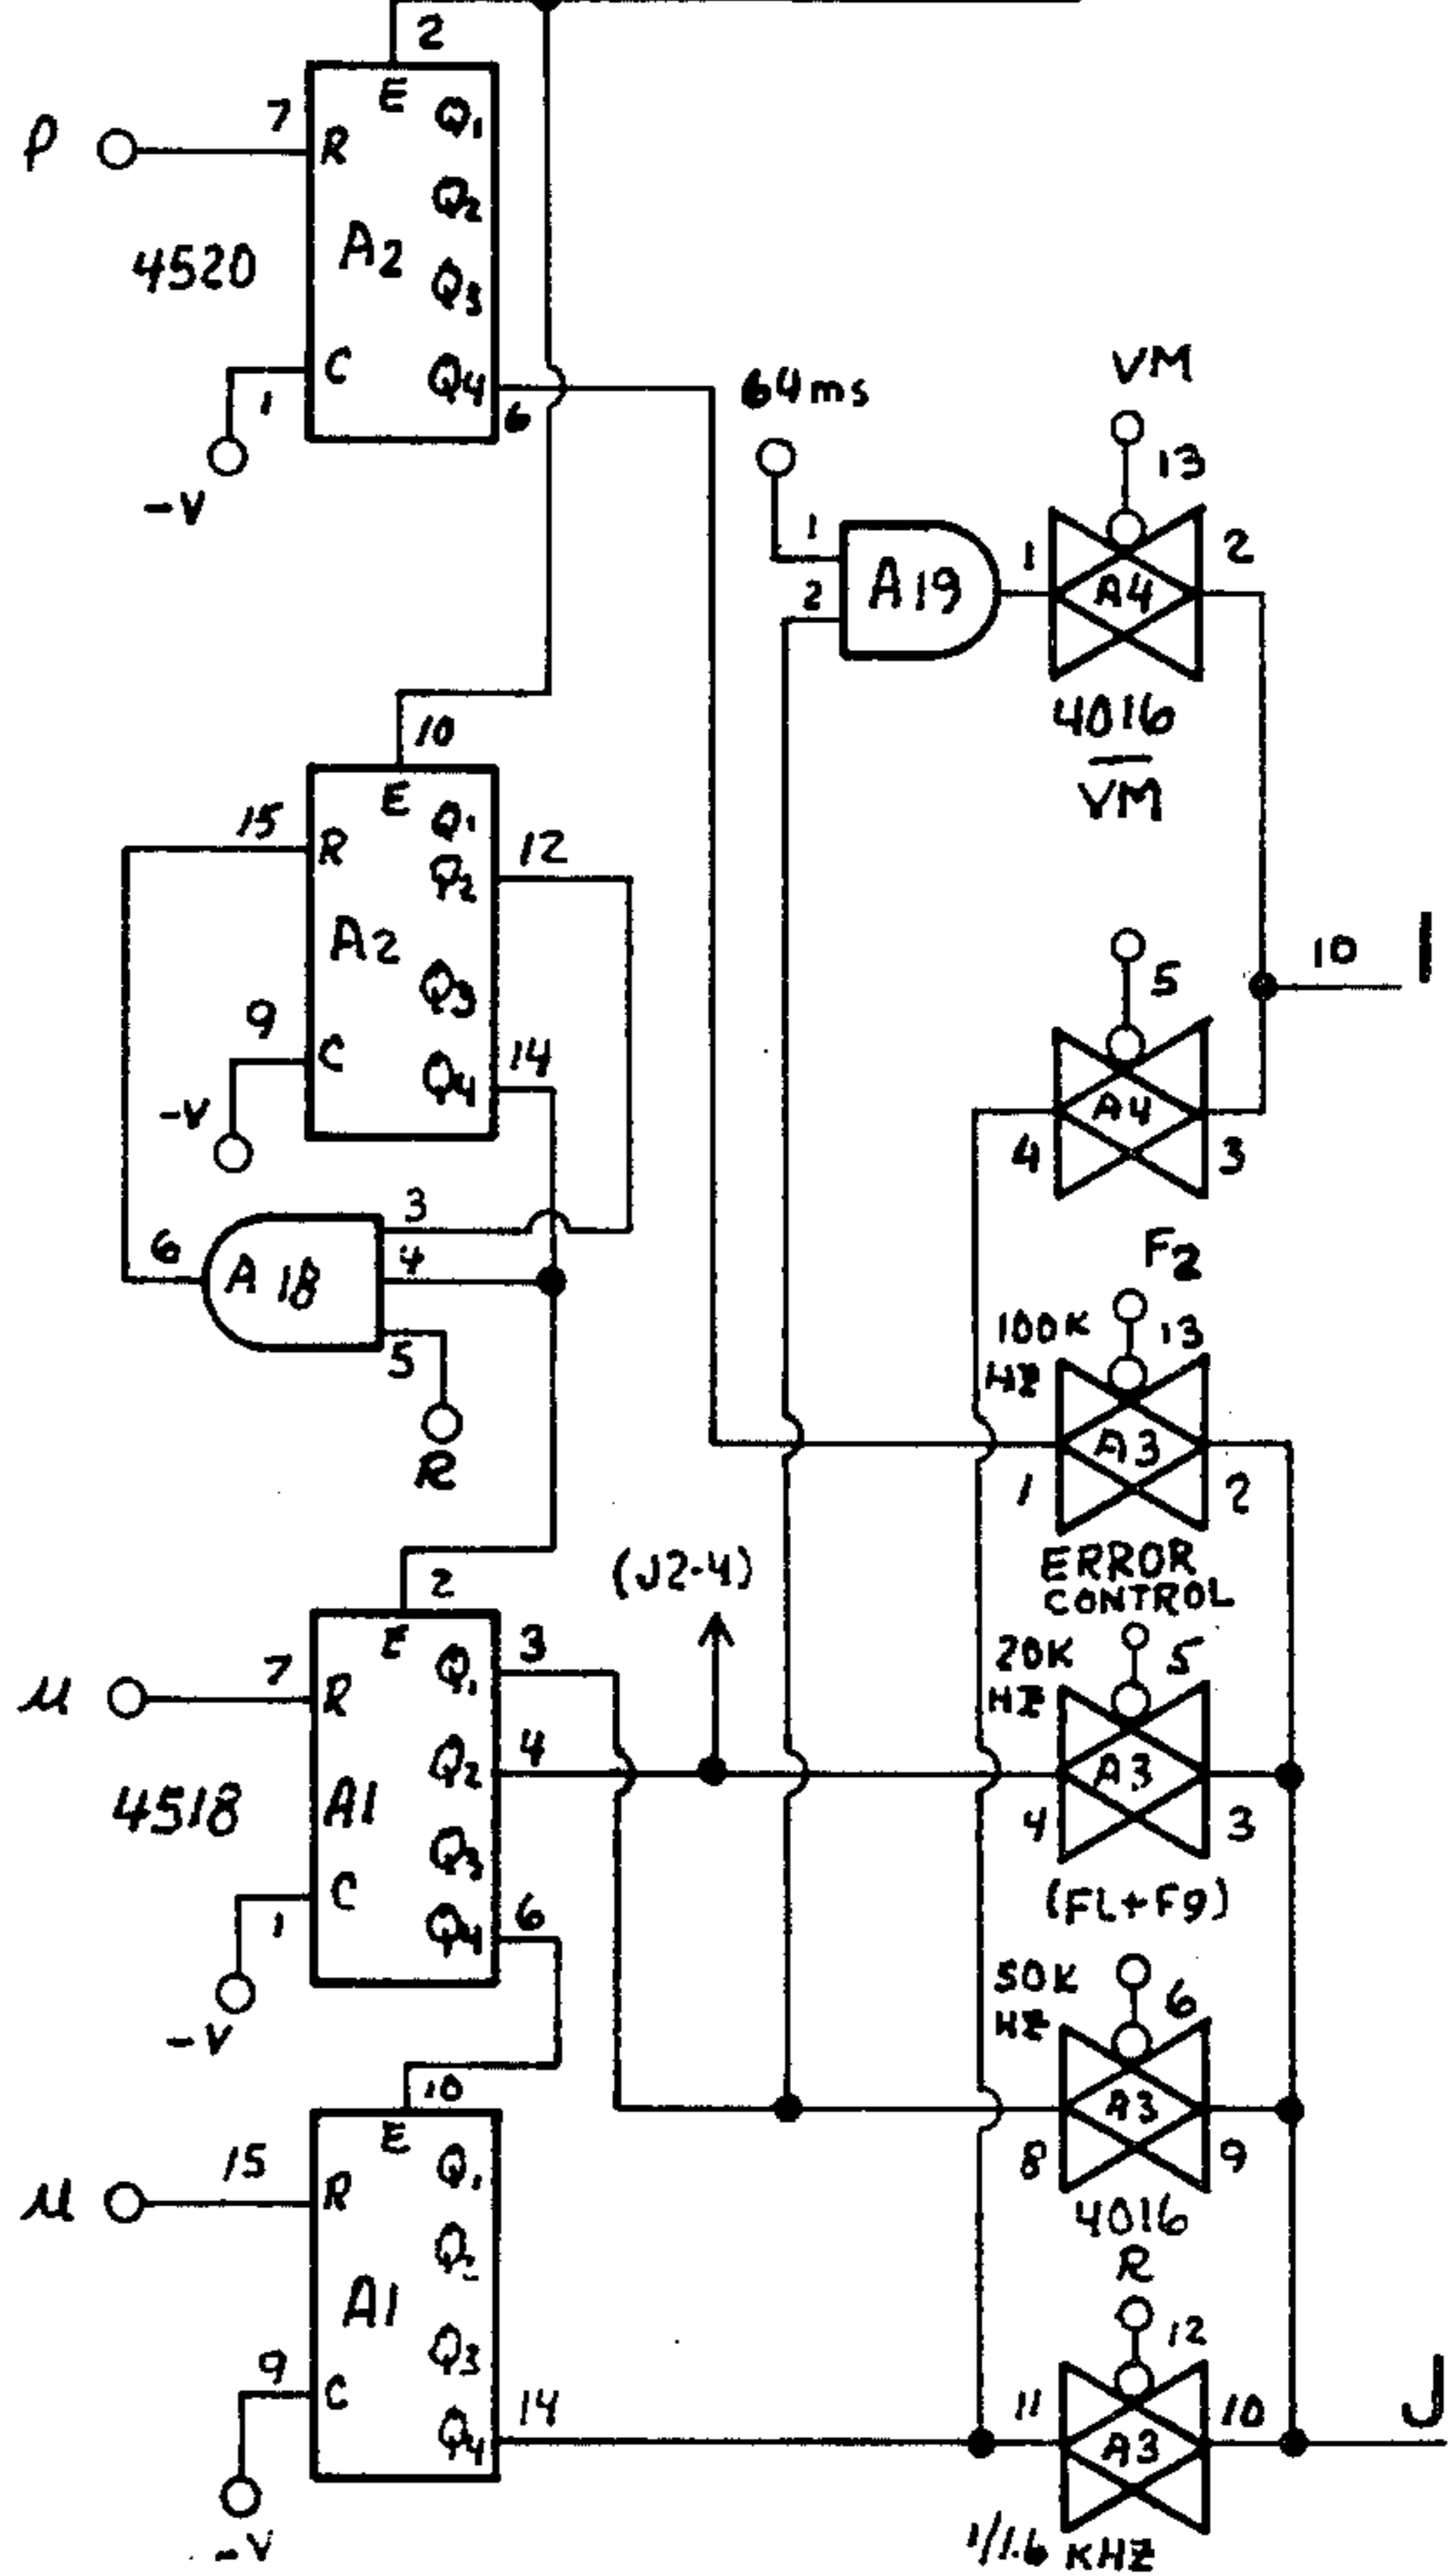 2
E
Q1
7
ρ
R
Q2
A2
4520
Q3
C
Q4
1
6
-V
64ms
VM
13
1
2
A19
1
A4
2
4016
VM
10
E
Q1
15
R
Q2
12
A2
Q3
9
C
Q4
14
-V
5
10
I
A4
4
3
3
6
A18
4
5
R
F2
100K
HZ
13
A3
1
2
ERROR
CONTROL
2
E
Q1
3
(J2-4)
7
μ
R
Q2
4
4518
A1
Q3
C
Q4
6
1
-V
20K
HZ
5
A3
4
3
(FL+F9)
50K
HZ
6
A3
8
9
4016
10
E
Q1
15
μ
R
Q2
A1
Q3
9
C
Q4
14
-V
R
12
11
A3
10
J
1/1.6 KHZ